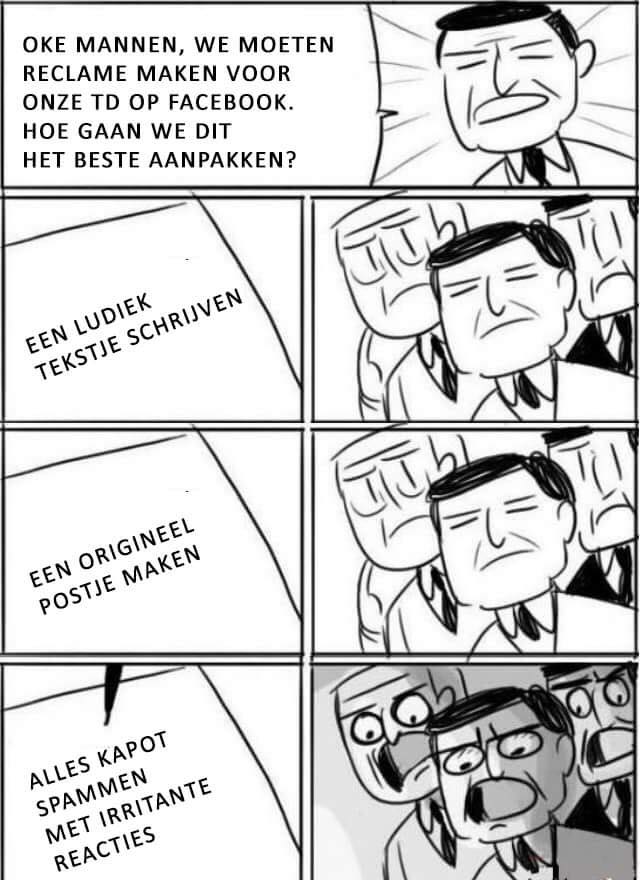 OKE MANNEN, WE MOETEN
RECLAME MAKEN VOOR
ONZE TD OP FACEBOOK.
HOE GAAN WE DIT
HET BESTE AANPAKKEN?
EEN LUDIEK
TEKSTJE SCHRIJVEN
EEN ORIGINEEL
POSTJE MAKEN
ALLES KAPOT
SPAMMEN
MET IRRITANTE
REACTIES